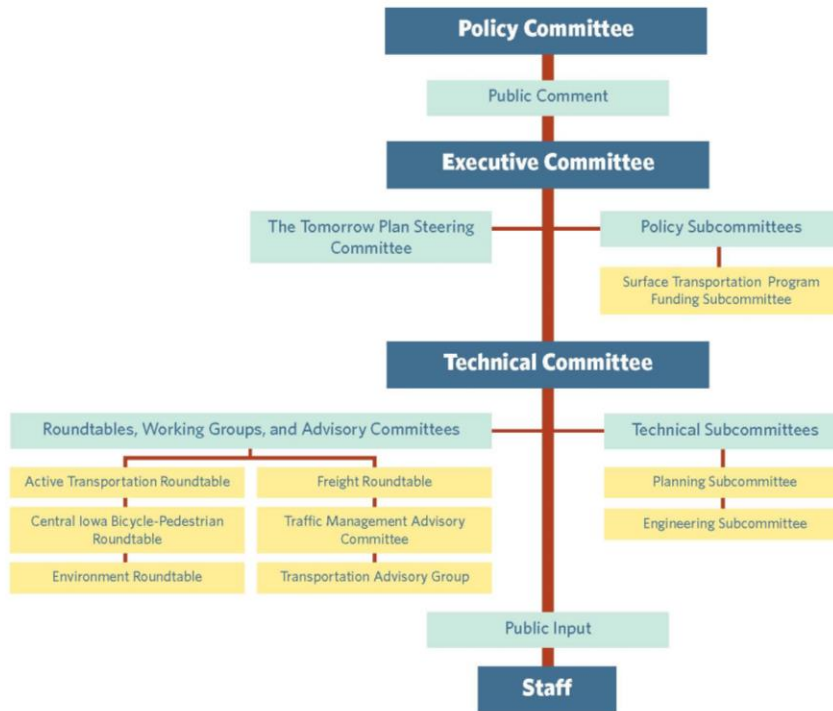 Policy Committee
Public Comment
Executive Committee
The Tomorrow Plan Steering
Committee
Policy Subcommittees
Surface Transportation Program
Funding Subcommittee
Technical Committee
Roundtables, Working Groups, and Advisory Committees
Active Transportation Roundtable
Central Iowa Bicycle-Pedestrian
Roundtable
Environment Roundtable
Freight Roundtable
Traffic Management Advisory
Committee
Transportation Advisory Group
Technical Subcommittees
Planning Subcommittee
Engineering Subcommittee
Public Input
Staff